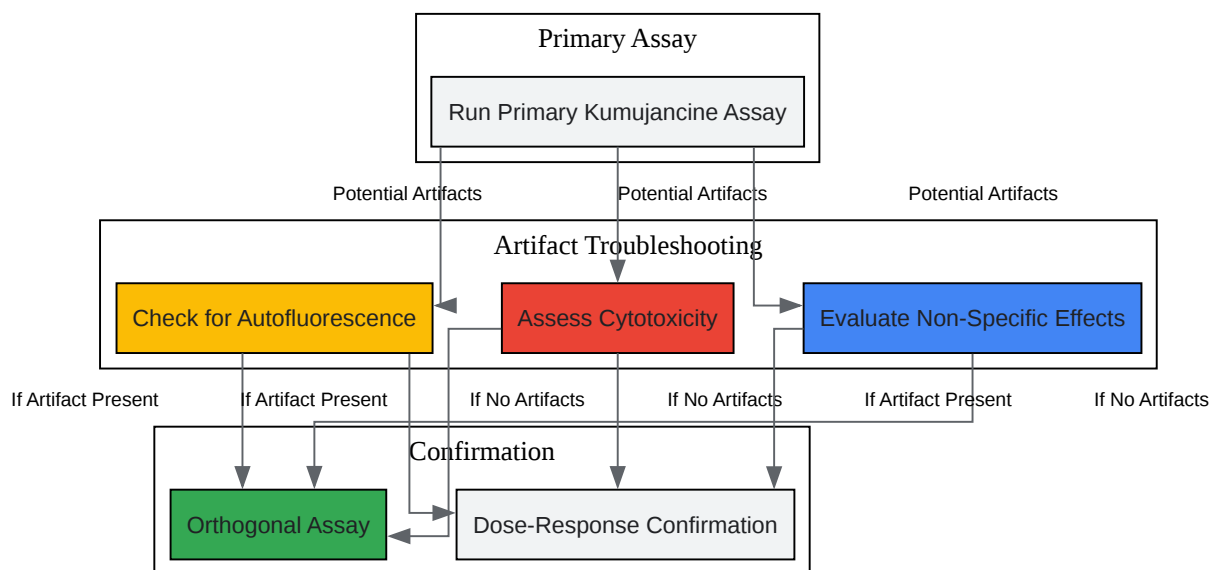 Primary Assay
Run Primary Kumujancine Assay
Potential Artifacts
Potential Artifacts
Potential Artifacts
Artifact Troubleshooting
Check for Autofluorescence
Assess Cytotoxicity
Evaluate Non-Specific Effects
If Artifact Present
If Artifact Present
If No Artifacts
If No Artifacts
If Artifact Present
If No Artifacts
Confirmation
Orthogonal Assay
Dose-Response Confirmation